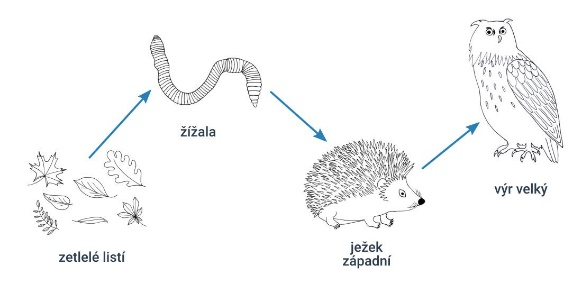 zetlelé listí
žížala
ježek
západní
výr velký